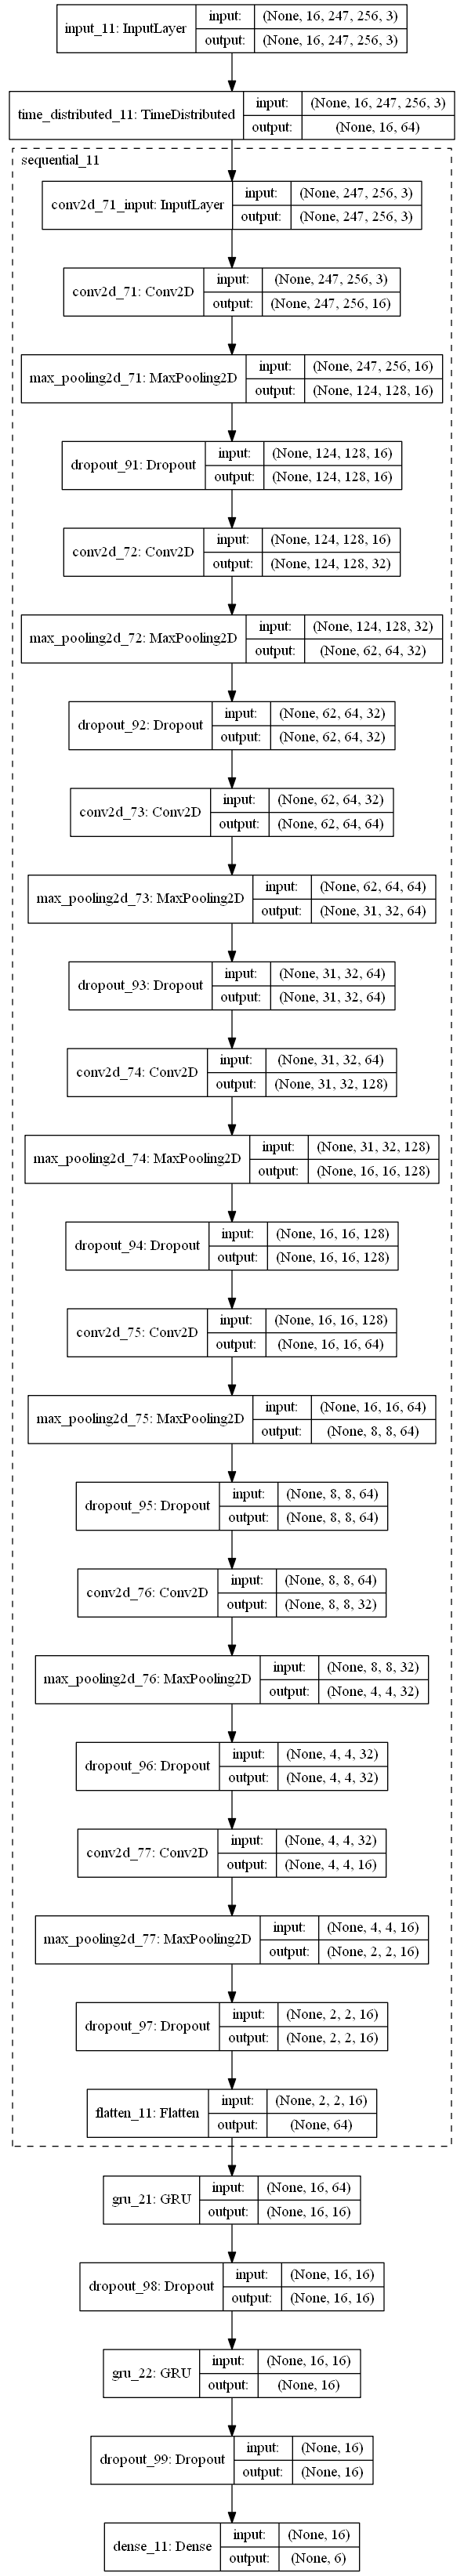 input_11: InputLayer
input: (None, 16, 247, 256, 3)
output: (None, 16, 247, 256, 3)
time_distributed_11: TimeDistributed
input: (None, 16, 247, 256, 3)
output: (None, 16, 64)
sequential_11
conv2d_71_input: InputLayer
input: (None, 247, 256, 3)
output: (None, 247, 256, 3)
conv2d_71: Conv2D
input: (None, 247, 256, 3)
output: (None, 247, 256, 16)
max_pooling2d_71: MaxPooling2D
input: (None, 247, 256, 16)
output: (None, 124, 128, 16)
dropout_91: Dropout
input: (None, 124, 128, 16)
output: (None, 124, 128, 16)
conv2d_72: Conv2D
input: (None, 124, 128, 16)
output: (None, 124, 128, 32)
max_pooling2d_72: MaxPooling2D
input: (None, 124, 128, 32)
output: (None, 62, 64, 32)
dropout_92: Dropout
input: (None, 62, 64, 32)
output: (None, 62, 64, 32)
conv2d_73: Conv2D
input: (None, 62, 64, 32)
output: (None, 62, 64, 64)
max_pooling2d_73: MaxPooling2D
input: (None, 62, 64, 64)
output: (None, 31, 32, 64)
dropout_93: Dropout
input: (None, 31, 32, 64)
output: (None, 31, 32, 64)
conv2d_74: Conv2D
input: (None, 31, 32, 64)
output: (None, 31, 32, 128)
max_pooling2d_74: MaxPooling2D
input: (None, 31, 32, 128)
output: (None, 16, 16, 128)
dropout_94: Dropout
input: (None, 16, 16, 128)
output: (None, 16, 16, 128)
conv2d_75: Conv2D
input: (None, 16, 16, 128)
output: (None, 16, 16, 64)
max_pooling2d_75: MaxPooling2D
input: (None, 16, 16, 64)
output: (None, 8, 8, 64)
dropout_95: Dropout
input: (None, 8, 8, 64)
output: (None, 8, 8, 64)
conv2d_76: Conv2D
input: (None, 8, 8, 64)
output: (None, 8, 8, 32)
max_pooling2d_76: MaxPooling2D
input: (None, 8, 8, 32)
output: (None, 4, 4, 32)
dropout_96: Dropout
input: (None, 4, 4, 32)
output: (None, 4, 4, 32)
conv2d_77: Conv2D
input: (None, 4, 4, 32)
output: (None, 4, 4, 16)
max_pooling2d_77: MaxPooling2D
input: (None, 4, 4, 16)
output: (None, 2, 2, 16)
dropout_97: Dropout
input: (None, 2, 2, 16)
output: (None, 2, 2, 16)
flatten_11: Flatten
input: (None, 2, 2, 16)
output: (None, 64)
gru_21: GRU
input: (None, 16, 64)
output: (None, 16, 16)
dropout_98: Dropout
input: (None, 16, 16)
output: (None, 16, 16)
gru_22: GRU
input: (None, 16, 16)
output: (None, 16)
dropout_99: Dropout
input: (None, 16)
output: (None, 16)
dense_11: Dense
input: (None, 16)
output: (None, 6)